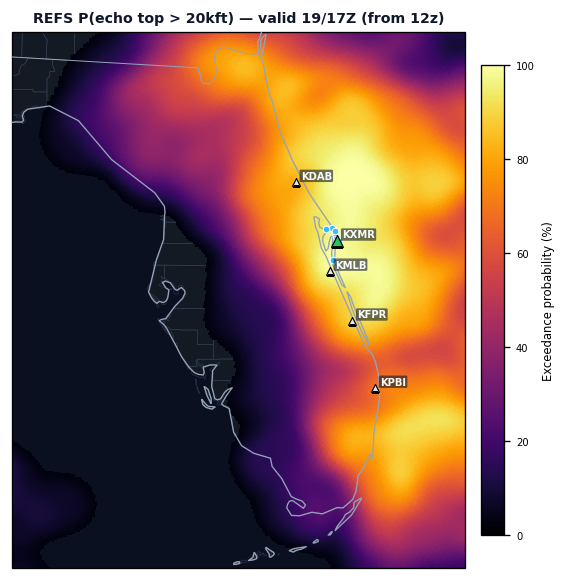 REFS P(echo top > 20kft) — valid 19/17Z (from 12z)
KDAB
KXMR
KMLB
KFPR
KPBI
100
80
60
40
20
0
Exceedance probability (%)